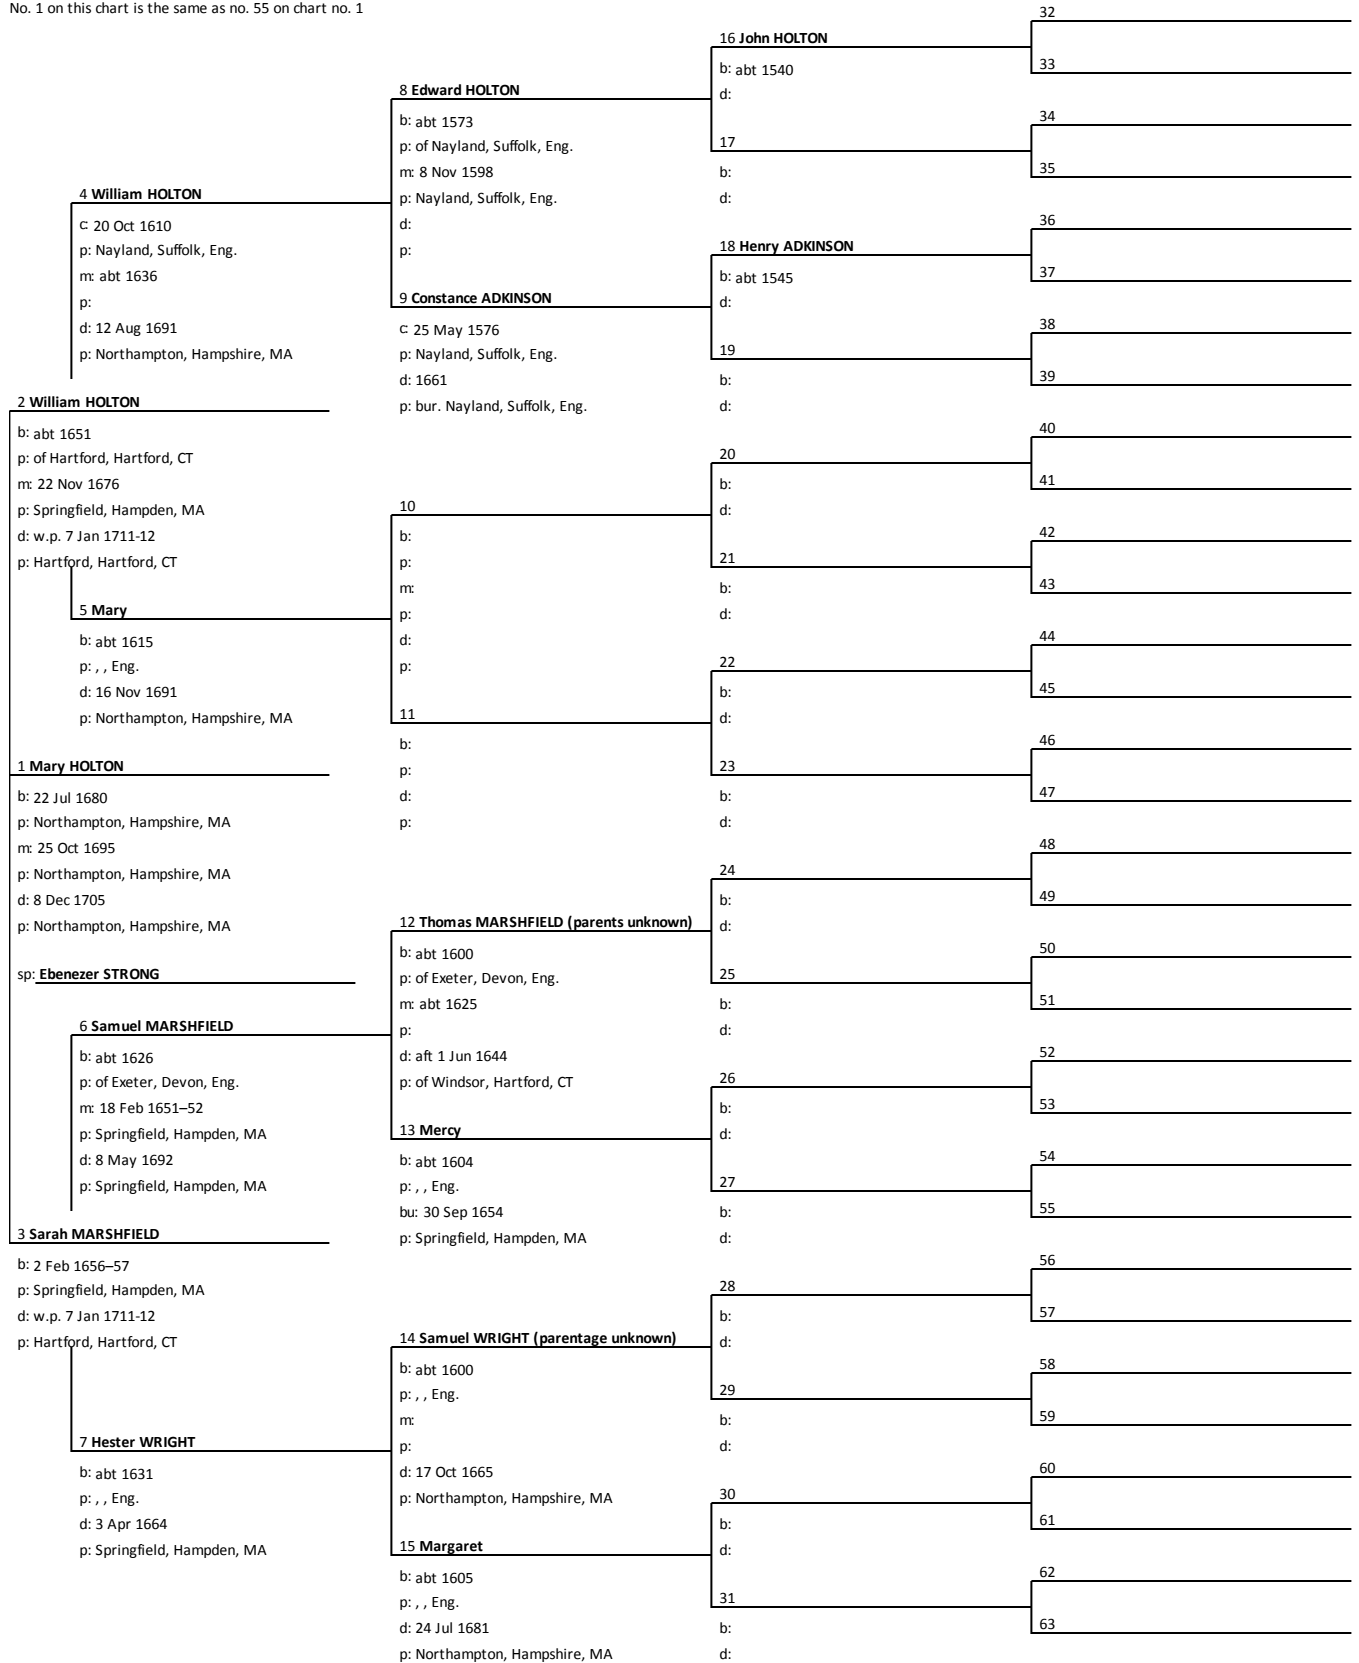 No. 1 on this chart is the same as no. 55 on chart no. 1
2 William HOLTON
b: abt 1651
p: of Hartford, Hartford, CT
m: 22 Nov 1676
p: Springfield, Hampden, MA
d: w.p. 7 Jan 1711-12
p: Hartford, Hartford, CT
1 Mary HOLTON
b: 22 Jul 1680
p: Northampton, Hampshire, MA
m: 25 Oct 1695
p: Northampton, Hampshire, MA
d: 8 Dec 1705
p: Northampton, Hampshire, MA
sp: Ebenezer STRONG
3 Sarah MARSHFIELD
b: 2 Feb 1656–57
p: Springfield, Hampden, MA
d: w.p. 7 Jan 1711-12
p: Hartford, Hartford, CT
4 William HOLTON
c: 20 Oct 1610
p: Nayland, Suffolk, Eng.
m: abt 1636
p:
d: 12 Aug 1691
p: Northampton, Hampshire, MA
5 Mary
b: abt 1615
p: , , Eng.
d: 16 Nov 1691
p: Northampton, Hampshire, MA
6 Samuel MARSHFIELD
b: abt 1626
p: of Exeter, Devon, Eng.
m: 18 Feb 1651–52
p: Springfield, Hampden, MA
d: 8 May 1692
p: Springfield, Hampden, MA
7 Hester WRIGHT
b: abt 1631
p: , , Eng.
d: 3 Apr 1664
p: Springfield, Hampden, MA
8 Edward HOLTON
b: abt 1573
p: of Nayland, Suffolk, Eng.
m: 8 Nov 1598
p: Nayland, Suffolk, Eng.
d:
p:
9 Constance ADKINSON
c: 25 May 1576
p: Nayland, Suffolk, Eng.
d: 1661
p: bur. Nayland, Suffolk, Eng.
10
b:
p:
m:
p:
d:
p:
11
b:
p:
d:
p:
12 Thomas MARSHFIELD (parents unknown)
b: abt 1600
p: of Exeter, Devon, Eng.
m: abt 1625
p:
d: aft 1 Jun 1644
p: of Windsor, Hartford, CT
13 Mercy
b: abt 1604
p: , , Eng.
bu: 30 Sep 1654
p: Springfield, Hampden, MA
14 Samuel WRIGHT (parentage unknown)
b: abt 1600
p: , , Eng.
m:
p:
d: 17 Oct 1665
p: Northampton, Hampshire, MA
15 Margaret
b: abt 1605
p: , , Eng.
d: 24 Jul 1681
p: Northampton, Hampshire, MA
16 John HOLTON
b: abt 1540
d:
17
b:
d:
18 Henry ADKINSON
b: abt 1545
d:
19
b:
d:
20
b:
d:
21
b:
d:
22
b:
d:
23
b:
d:
24
b:
d:
25
b:
d:
26
b:
d:
27
b:
d:
28
b:
d:
29
b:
d:
30
b:
d:
31
b:
d:
32
33
34
35
36
37
38
39
40
41
42
43
44
45
46
47
48
49
50
51
52
53
54
55
56
57
58
59
60
61
62
63